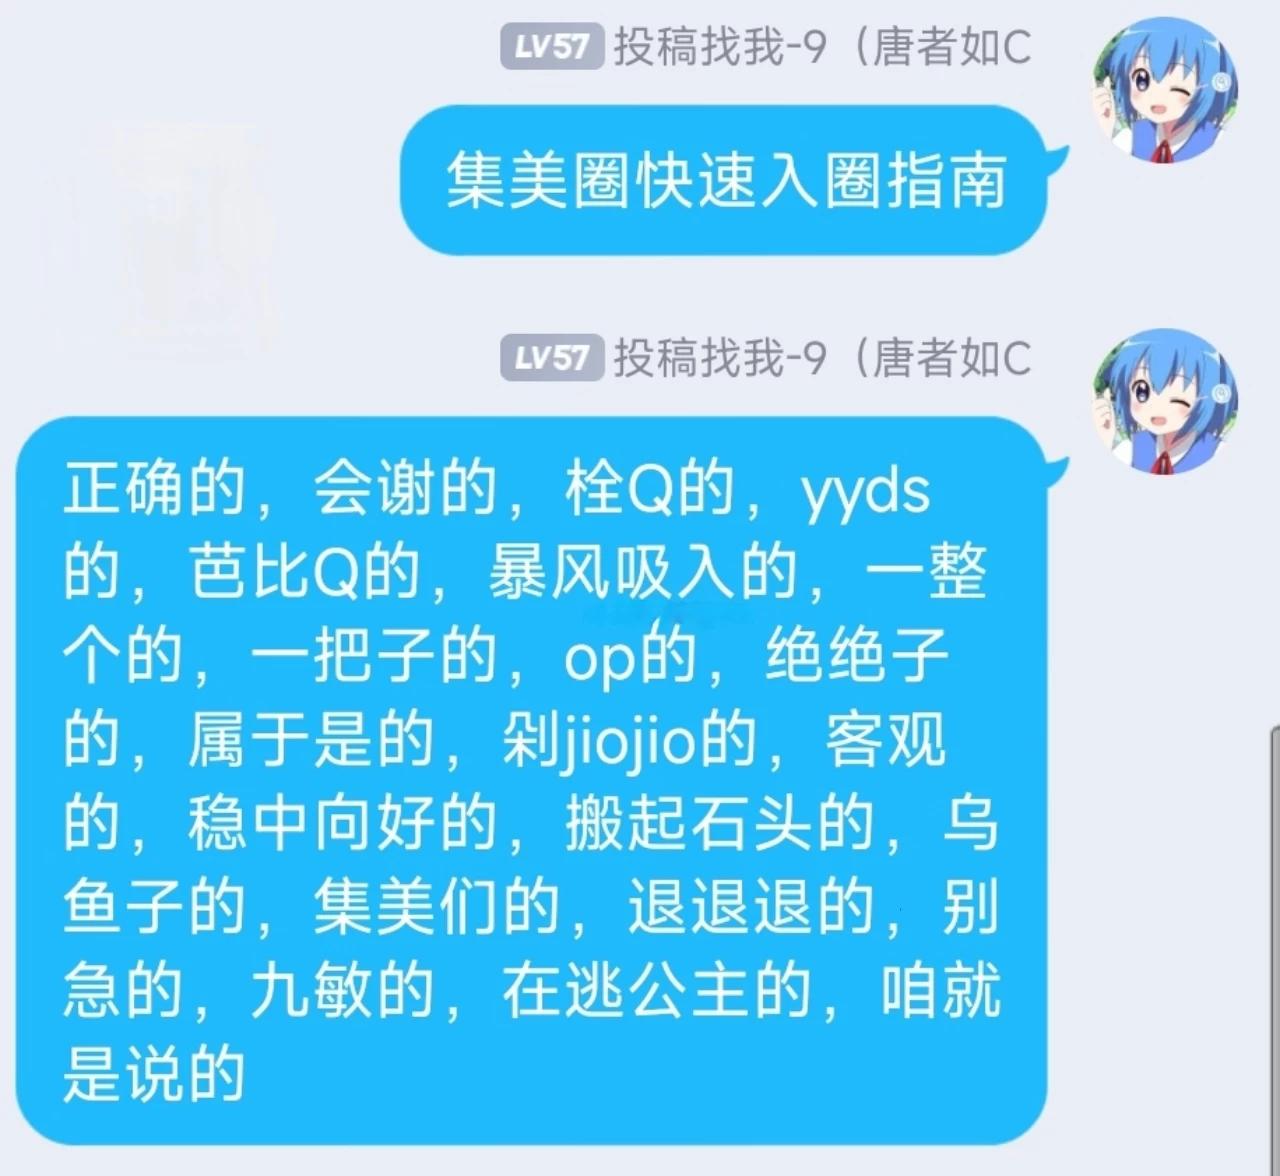 LV57 投稿找我-9（唐者如C
集美圈快速入圈指南
LV57 投稿找我-9（唐者如C
正确的，会谢的，栓Q的，yyds
的，芭比Q的，暴风吸入的，一整
个的，一把子的，op的，绝绝子
的，属于是的，剁jiojio的，客观
的，稳中向好的，搬起石头的，乌
鱼子的，集美们的，退退退的，别
急的，九敏的，在逃公主的，咱就
是说的